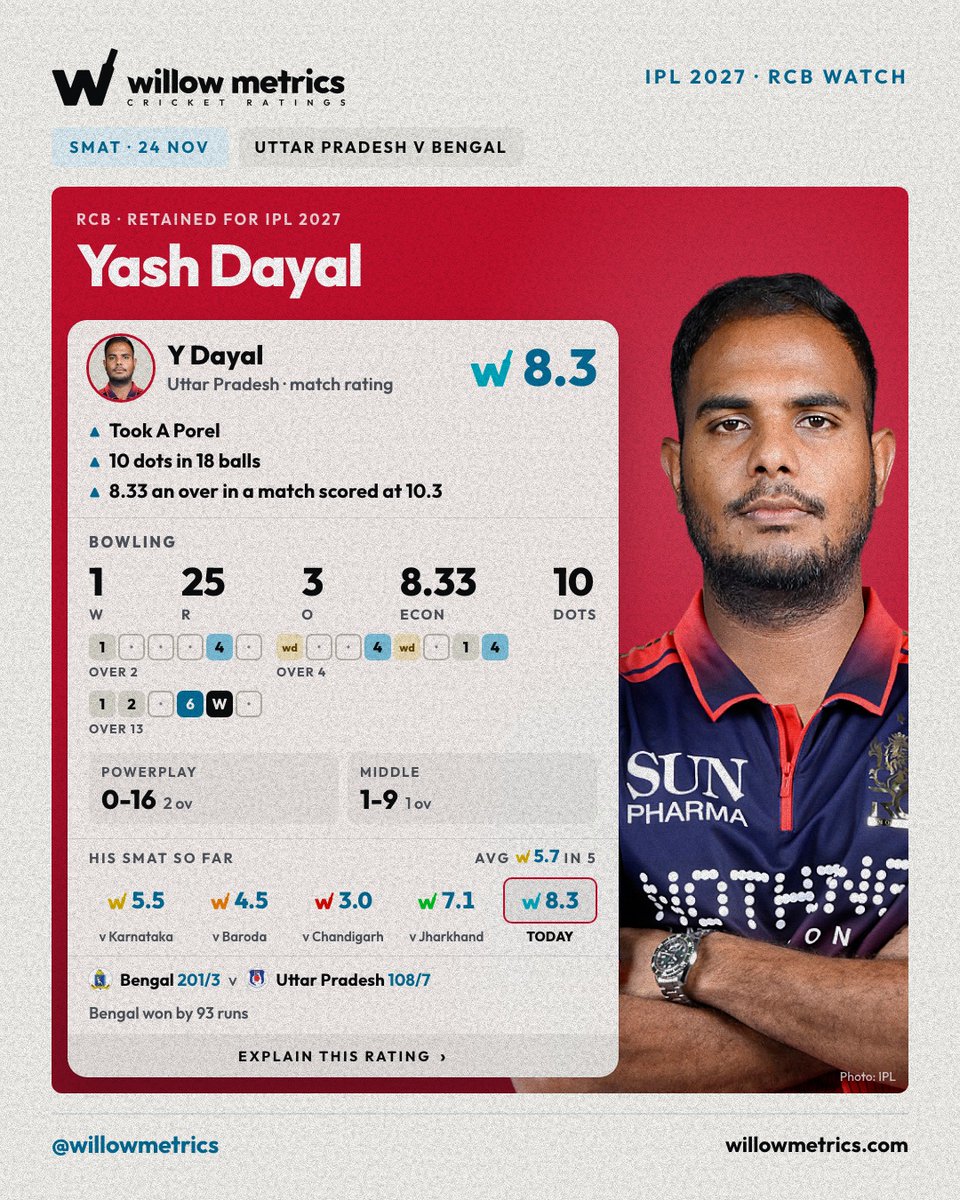 willow metrics
CRICKET RATINGS
IPL 2027 · RCB WATCH
SMAT · 24 NOV
UTTAR PRADESH V BENGAL
RCB · RETAINED FOR IPL 2027
Yash Dayal
Y Dayal
Uttar Pradesh · match rating
8.3
▲ Took A Porel
▲ 10 dots in 18 balls
▲ 8.33 an over in a match scored at 10.3
BOWLING
1 25 3 8.33 10
W R O ECON DOTS
1 · · · 4 · wd · · 4 wd · 1 4
OVER 2 OVER 4
1 2 · 6 W ·
OVER 13
POWERPLAY
0-16 2 ov
MIDDLE
1-9 1 ov
HIS SMAT SO FAR
AVG 5.7 IN 5
5.5 4.5 3.0 7.1 8.3
v Karnataka v Baroda v Chandigarh v Jharkhand TODAY
Bengal 201/3 v Uttar Pradesh 108/7
Bengal won by 93 runs
EXPLAIN THIS RATING ›
SUN
PHARMA
Photo: IPL
@willowmetrics
willowmetrics.com